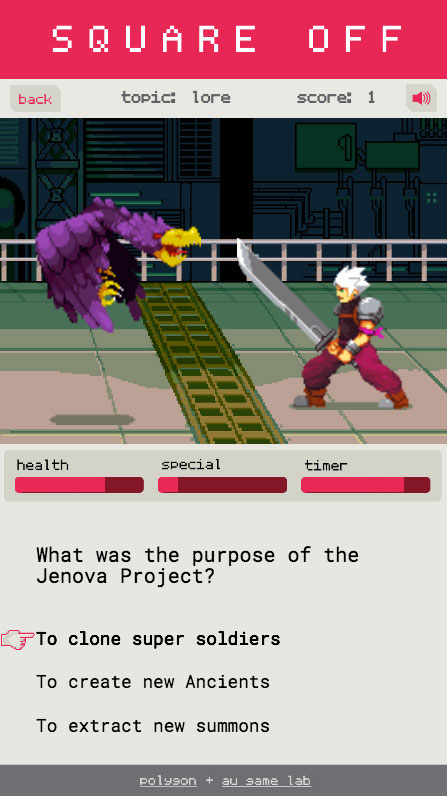 SQUARE OFF
back
topic: lore
score: 1
health
special
timer
What was the purpose of the
Jenova Project?
To clone super soldiers
To create new Ancients
To extract new summons
polygon + au game lab